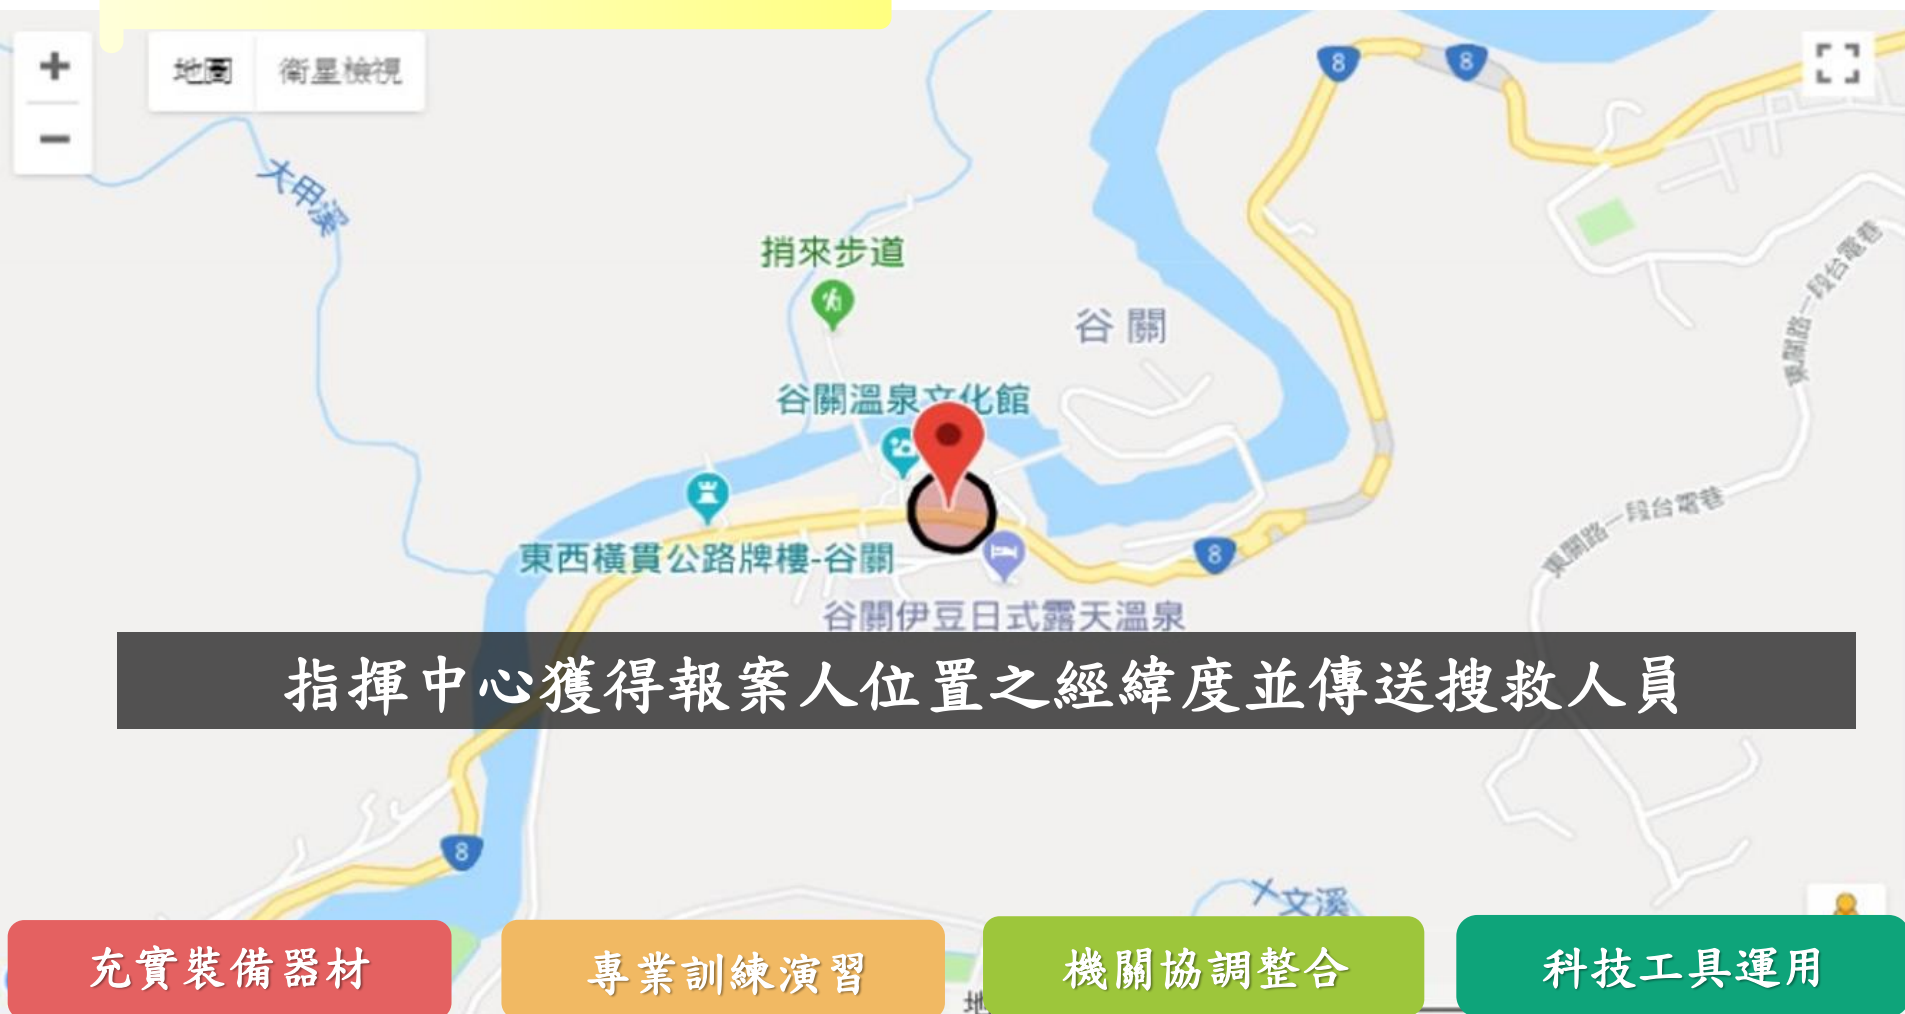 +
地圖 衛星檢視
−
8
8
大甲溪
捎來步道
谷關
東關路一段台電巷
谷關溫泉文化館
東關路一段台電巷
東西橫貫公路牌樓-谷關
8
谷關伊豆日式露天溫泉
指揮中心獲得報案人位置之經緯度並傳送搜救人員
8
文溪
充實裝備器材
專業訓練演習
機關協調整合
科技工具運用
地